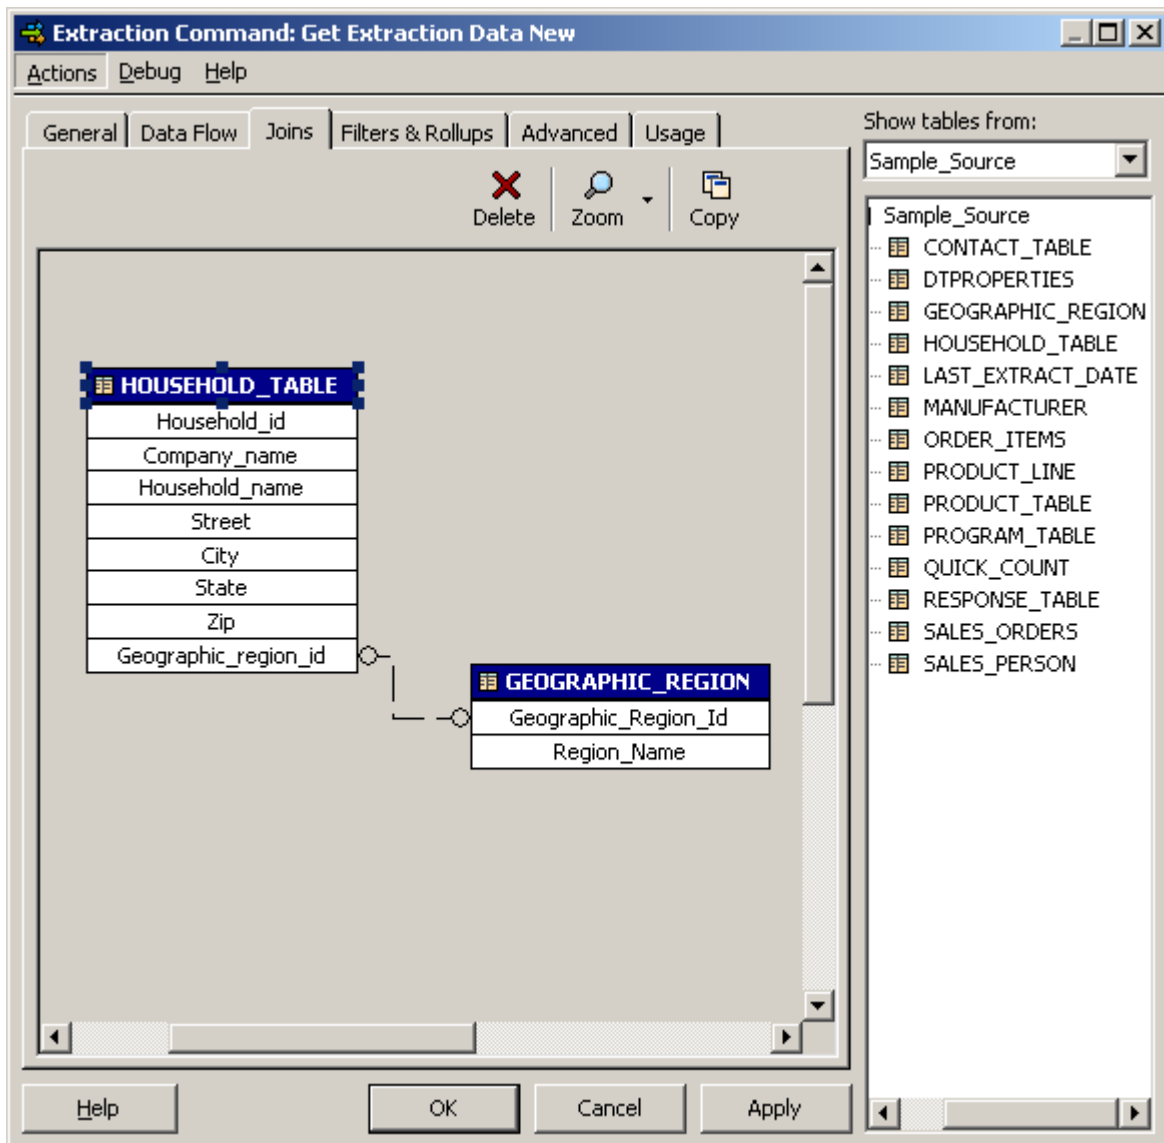 Extraction Command: Get Extraction Data New
Actions Debug Help
General Data Flow Joins Filters & Rollups Advanced Usage
Delete Zoom Copy
HOUSEHOLD_TABLE
Household_id
Company_name
Household_name
Street
City
State
Zip
Geographic_region_id
GEOGRAPHIC_REGION
Geographic_Region_Id
Region_Name
Show tables from:
Sample_Source
Sample_Source
CONTACT_TABLE
DTPROPERTIES
GEOGRAPHIC_REGION
HOUSEHOLD_TABLE
LAST_EXTRACT_DATE
MANUFACTURER
ORDER_ITEMS
PRODUCT_LINE
PRODUCT_TABLE
PROGRAM_TABLE
QUICK_COUNT
RESPONSE_TABLE
SALES_ORDERS
SALES_PERSON
Help OK Cancel Apply